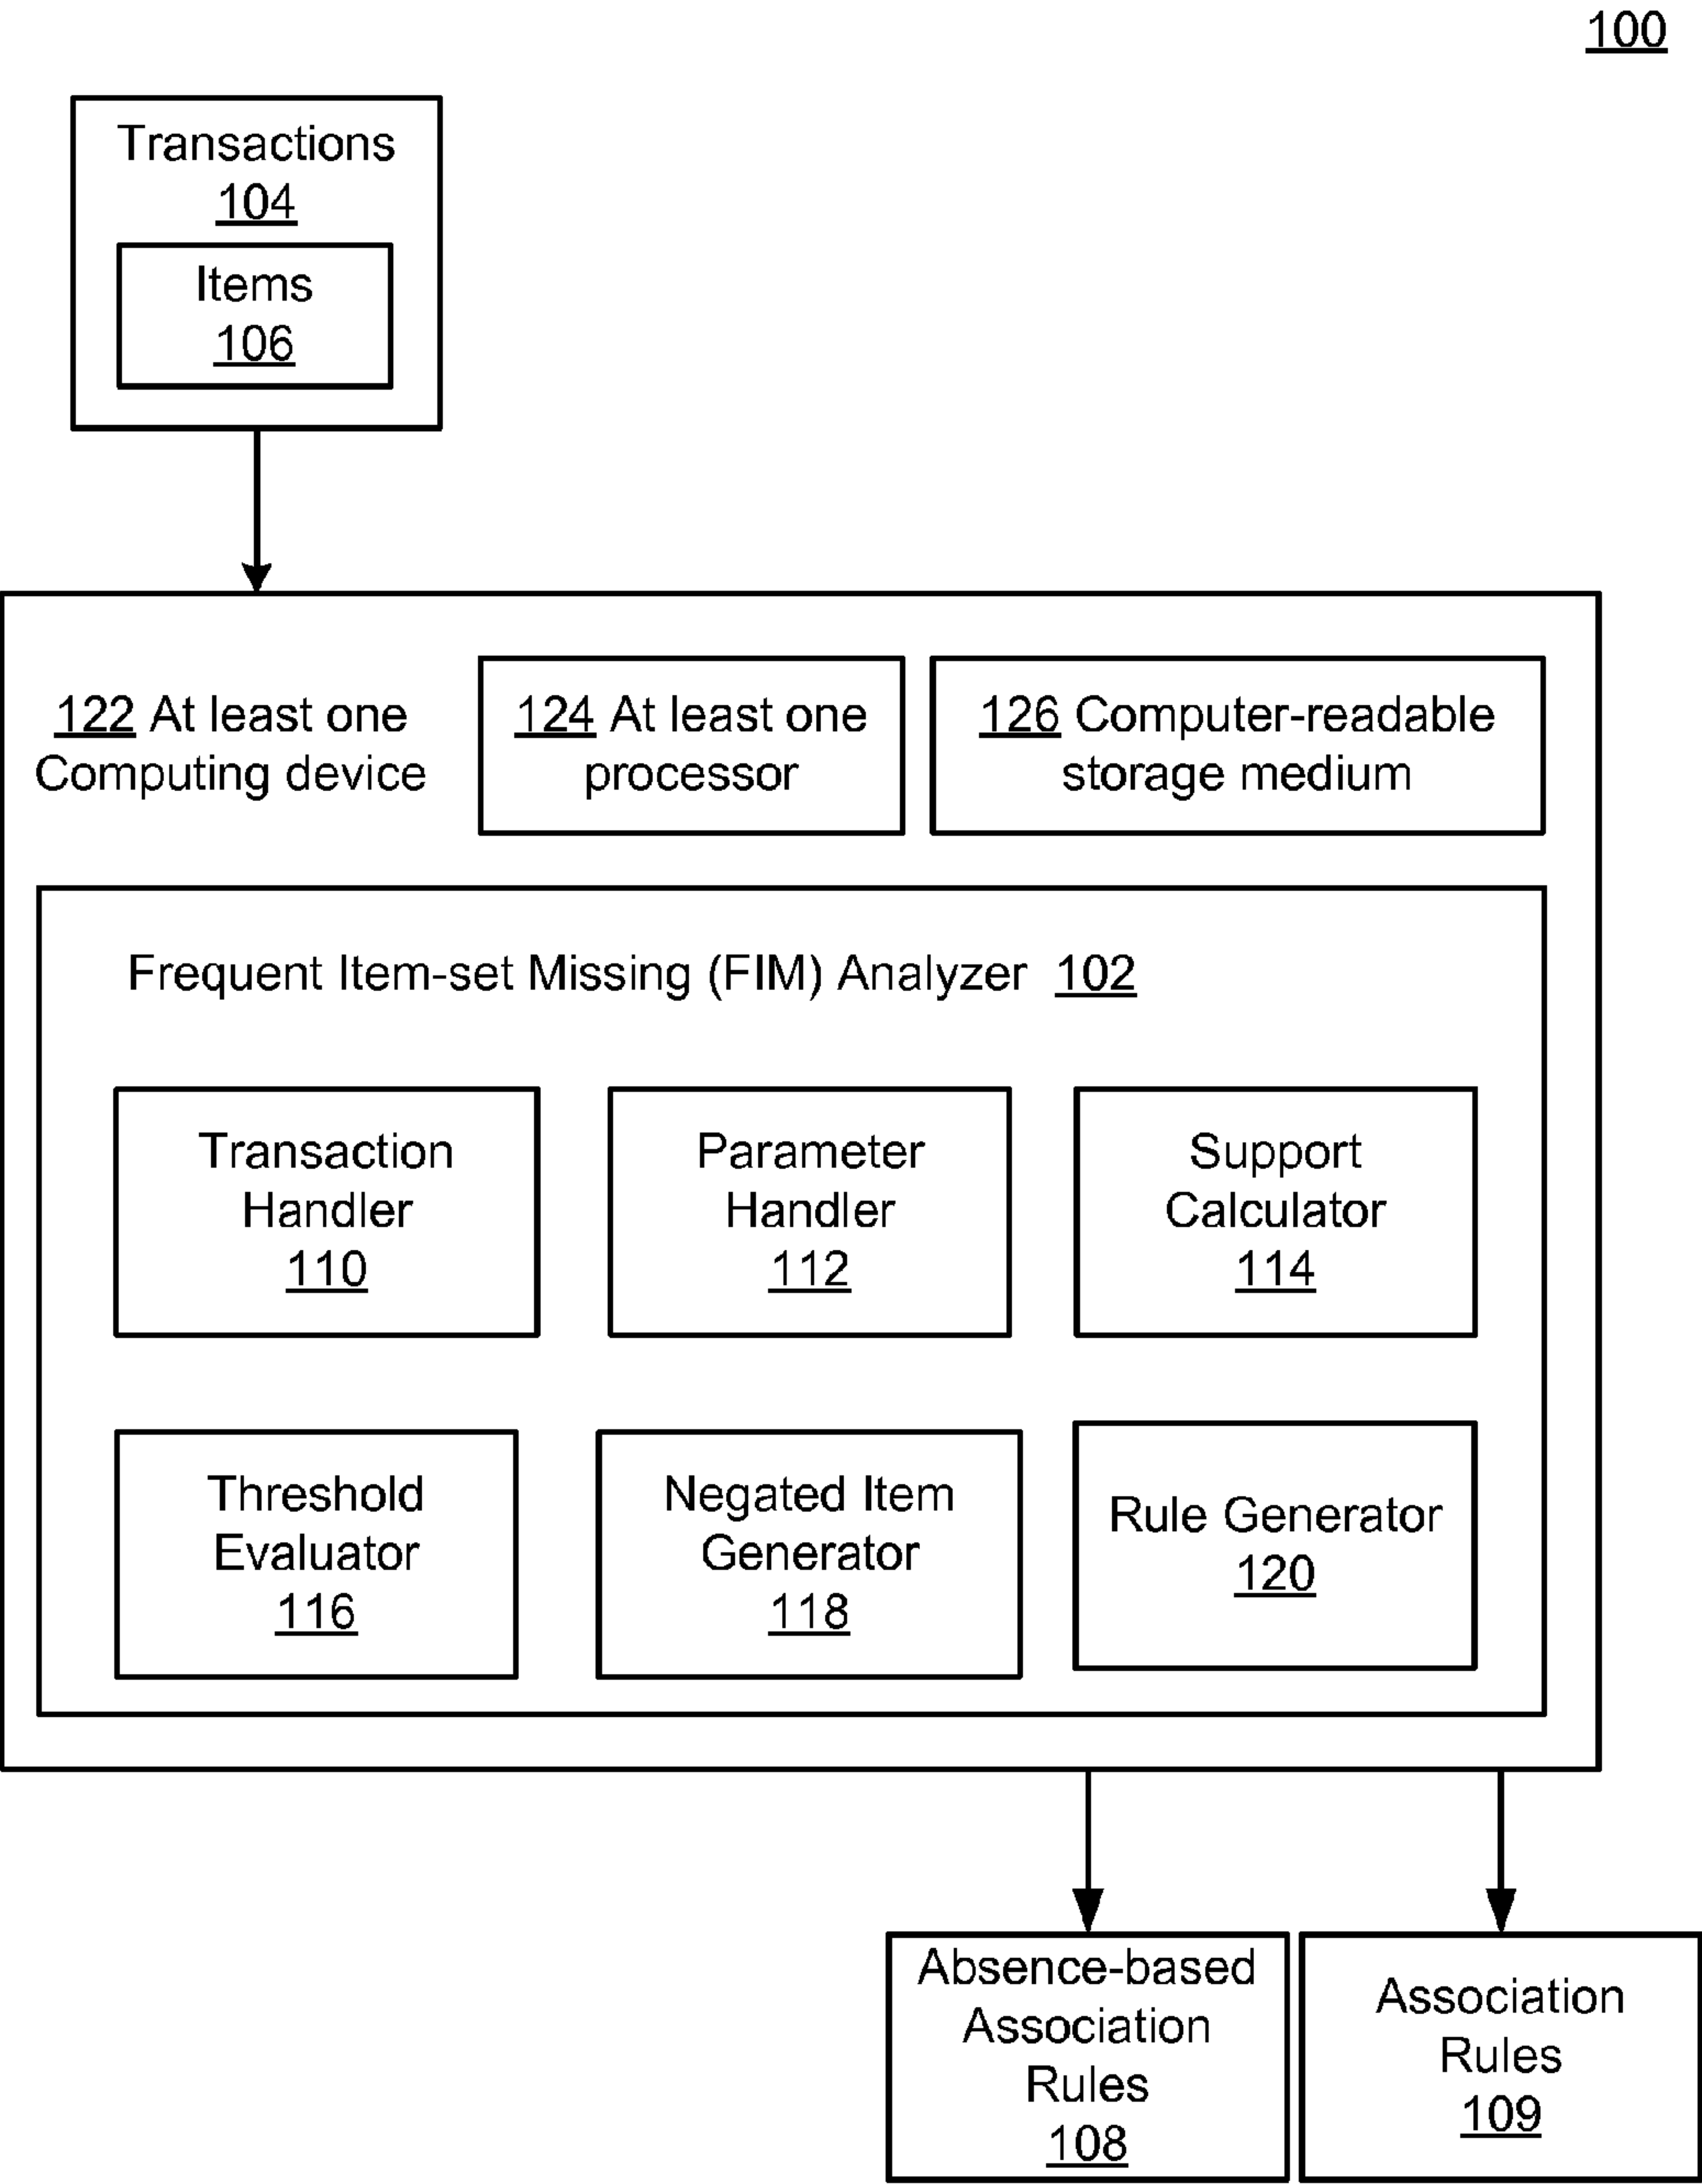 100
Transactions
104
Items
106
122 At least one
Computing device
124 At least one
processor
126 Computer-readable
storage medium
Frequent Item-set Missing (FIM) Analyzer 102
Transaction
Handler
110
Parameter
Handler
112
Support
Calculator
114
Threshold
Evaluator
116
Negated Item
Generator
118
Rule Generator
120
Absence-based
Association
Rules
108
Association
Rules
109